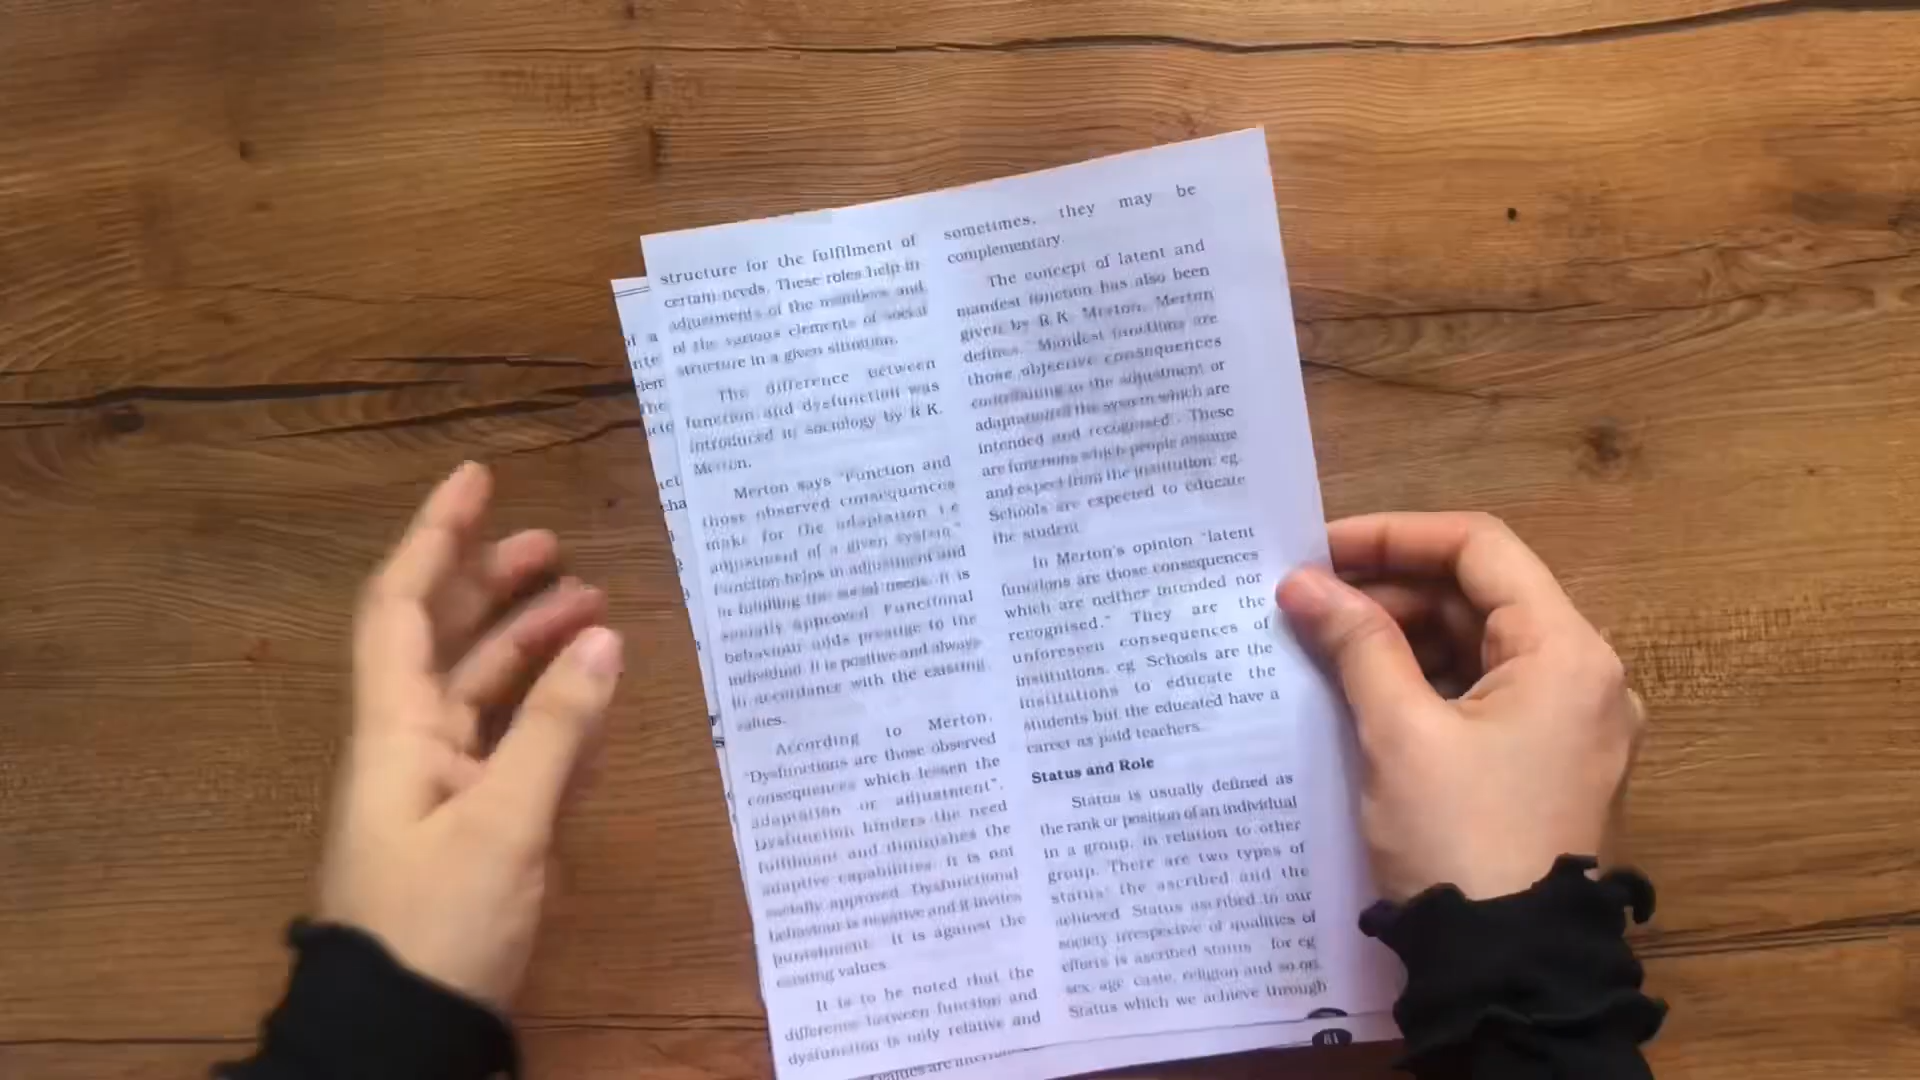 structure for the fulfilment of
certain needs. These roles help in
adjustments of the members and
of the various elements of social
structure in a given situation.
The difference between
function and dysfunction was
introduced in sociology by R K.
Merton.
Merton says "Function and
those observed consequences
make for the adaptation i.e
adjustment of a given system."
Function helps in adjustment and
in fulfilling the social needs. It is
socially approved. Functional
behaviour adds prestige to the
individual. It is positive and always
in accordance with the existing
values.
According to Merton,
"Dysfunctions are those observed
consequences which lessen the
adaptation or adjustment".
Dysfunction hinders the need
fulfilment and diminishes the
adaptive capabilities. It is not
socially approved. Dysfunctional
behaviour is negative and it invites
punishment. It is against the
existing values.
It is to be noted that the
difference between function and
dysfunction is only relative and
sometimes, they may be
complementary.
The concept of latent and
manifest function has also been
given by R.K. Merton. Merton
defines, Manifest functions are
those objective consequences
contributing to the adjustment or
adaptation of the system which are
intended and recognised". These
are functions which people assume
and expect from the institution. eg.
Schools are expected to educate
the student.
In Merton's opinion "latent
functions are those consequences
which are neither intended nor
recognised." They are the
unforeseen consequences of
institutions. eg Schools are the
institutions to educate the
students but the educated have a
career as paid teachers.
Status and Role
Status is usually defined as
the rank or position of an individual
in a group, in relation to other
group. There are two types of
status: the ascribed and the
achieved. Status ascribed in our
society irrespective of qualities of
efforts is ascribed status for eg
sex, age, caste, religion and so on.
Status which we achieve through
81
values are